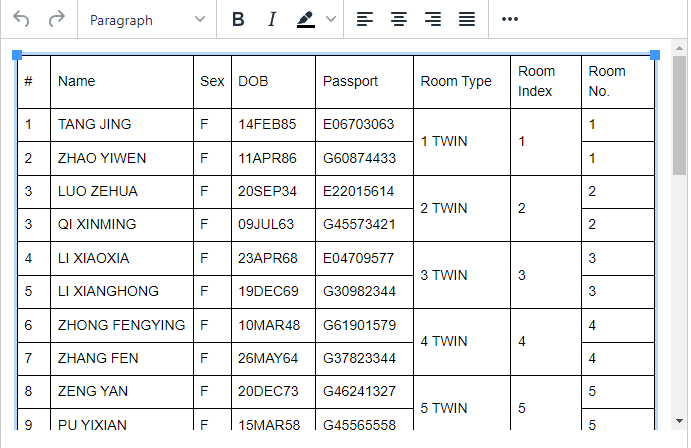 Paragraph B I
# Name Sex DOB Passport Room Type Room Index Room No.
1 TANG JING F 14FEB85 E06703063 1 TWIN 1 1
2 ZHAO YIWEN F 11APR86 G60874433 1
3 LUO ZEHUA F 20SEP34 E22015614 2 TWIN 2 2
3 QI XINMING F 09JUL63 G45573421 2
4 LI XIAOXIA F 23APR68 E04709577 3 TWIN 3 3
5 LI XIANGHONG F 19DEC69 G30982344 3
6 ZHONG FENGYING F 10MAR48 G61901579 4 TWIN 4 4
7 ZHANG FEN F 26MAY64 G37823344 4
8 ZENG YAN F 20DEC73 G46241327 5 TWIN 5 5
9 PU YIXIAN F 15MAR58 G45565558 5